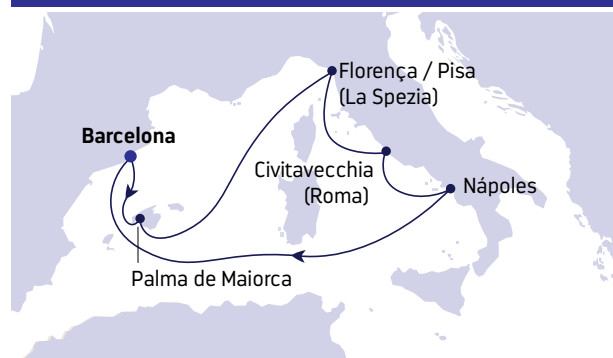 Florença / Pisa
(La Spezia)
Barcelona
Civitavecchia
(Roma)
Nápoles
Palma de Maiorca